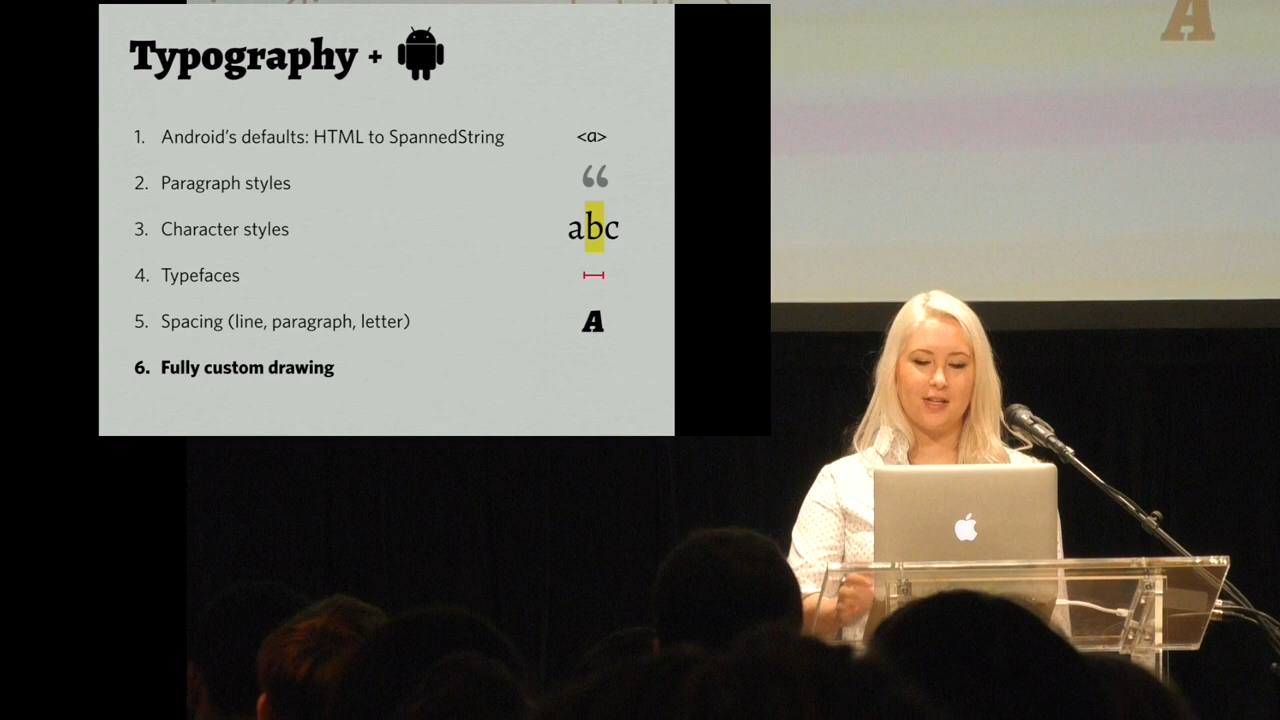 Typography +
1. Android’s defaults: HTML to SpannedString <a>
2. Paragraph styles “
3. Character styles abc
4. Typefaces
5. Spacing (line, paragraph, letter) A
6. Fully custom drawing
A